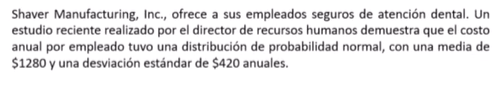 Shaver Manufacturing, Inc., ofrece a sus empleados seguros de atención dental. Un
estudio reciente realizado por el director de recursos humanos demuestra que el costo
anual por empleado tuvo una distribución de probabilidad normal, con una media de
$1280 y una desviación estándar de $420 anuales.